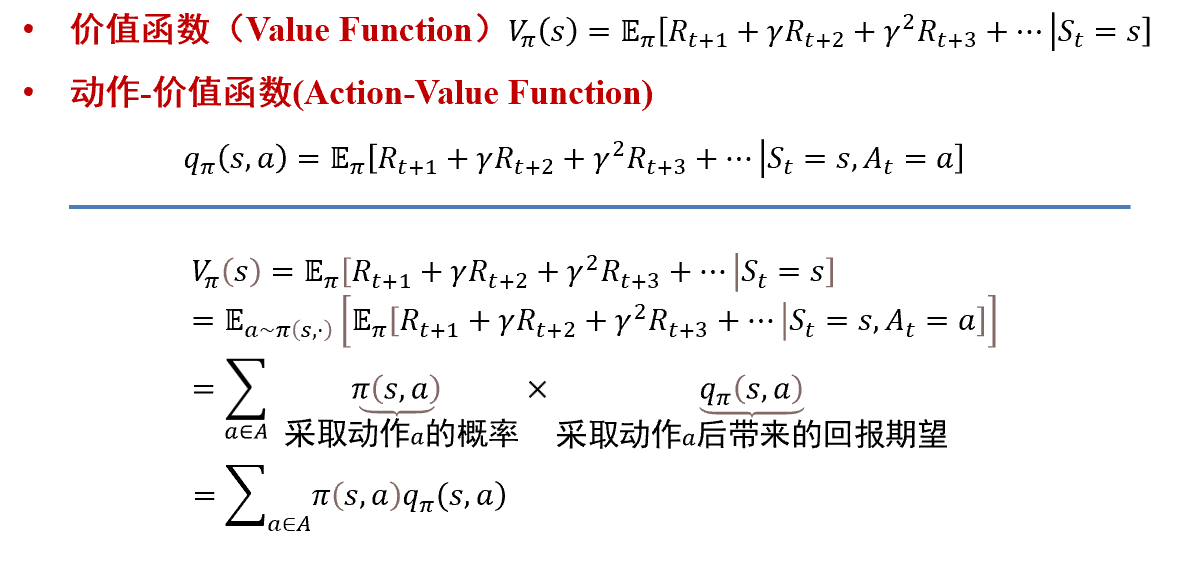 • 价值函数（Value Function）$V_\pi(s) = \mathbb{E}_\pi[R_{t+1} + \gamma R_{t+2} + \gamma^2 R_{t+3} + \cdots | S_t = s]$
• 动作-价值函数(Action-Value Function)
$q_\pi(s, a) = \mathbb{E}_\pi[R_{t+1} + \gamma R_{t+2} + \gamma^2 R_{t+3} + \cdots | S_t = s, A_t = a]$
$V_\pi(s) = \mathbb{E}_\pi[R_{t+1} + \gamma R_{t+2} + \gamma^2 R_{t+3} + \cdots | S_t = s]$
$= \mathbb{E}_{a \sim \pi(s, \cdot)}\left[\mathbb{E}_\pi[R_{t+1} + \gamma R_{t+2} + \gamma^2 R_{t+3} + \cdots | S_t = s, A_t = a]\right]$
$= \sum_{a \in A} \underbrace{\pi(s, a)}_{\text{采取动作}a\text{的概率}} \times \underbrace{q_\pi(s, a)}_{\text{采取动作}a\text{后带来的回报期望}}$
$= \sum_{a \in A} \pi(s, a) q_\pi(s, a)$